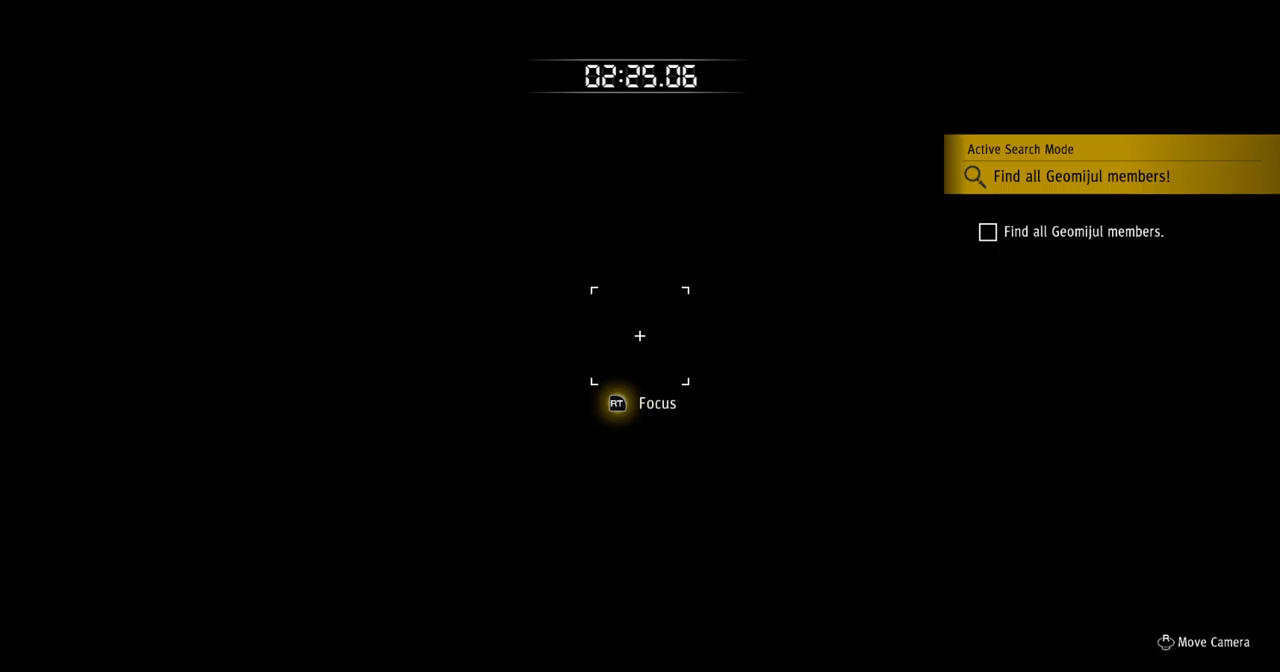 02:25.06
Active Search Mode
Find all Geomijul members!
Find all Geomijul members.
RT Focus
R Move Camera